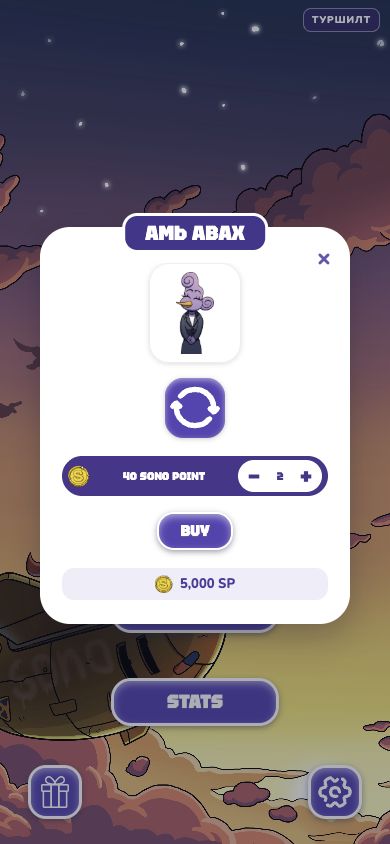 ТУРШИЛТ
АМЬ АВАХ
40 SONO POINT
2
BUY
5,000 SP
STATS